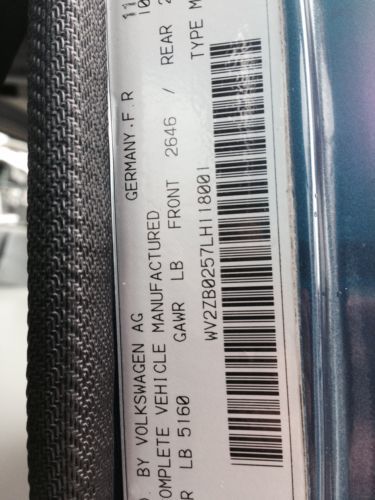 BY VOLKSWAGEN AG GERMANY.F.R
COMPLETE VEHICLE MANUFACTURED
LB 5160 GAWR LB FRONT 2646 / REAR
WV2ZB0257LH118001 TYPE